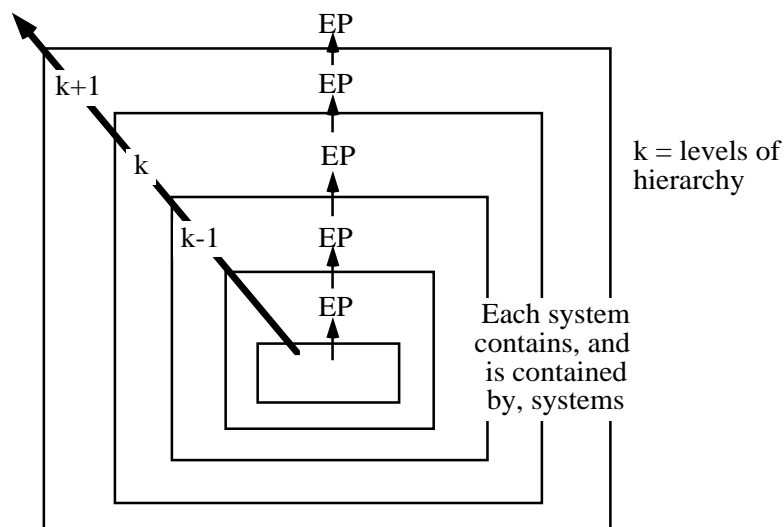 EP
k+1
EP
k
EP
k = levels of
hierarchy
k-1
EP
EP
Each system
contains, and
is contained
by, systems